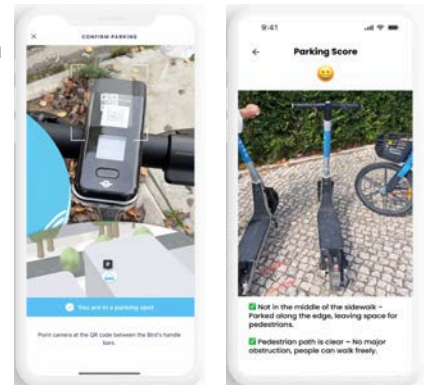 CONFIRM PARKING
You are in a parking spot
Point camera at the QR code between the Bird's handle
bars.
9:41
Parking Score
✅ Not in the middle of the sidewalk –
Parked along the edge, leaving space for
pedestrians.
✅ Pedestrian path is clear – No major
obstruction, people can walk freely.